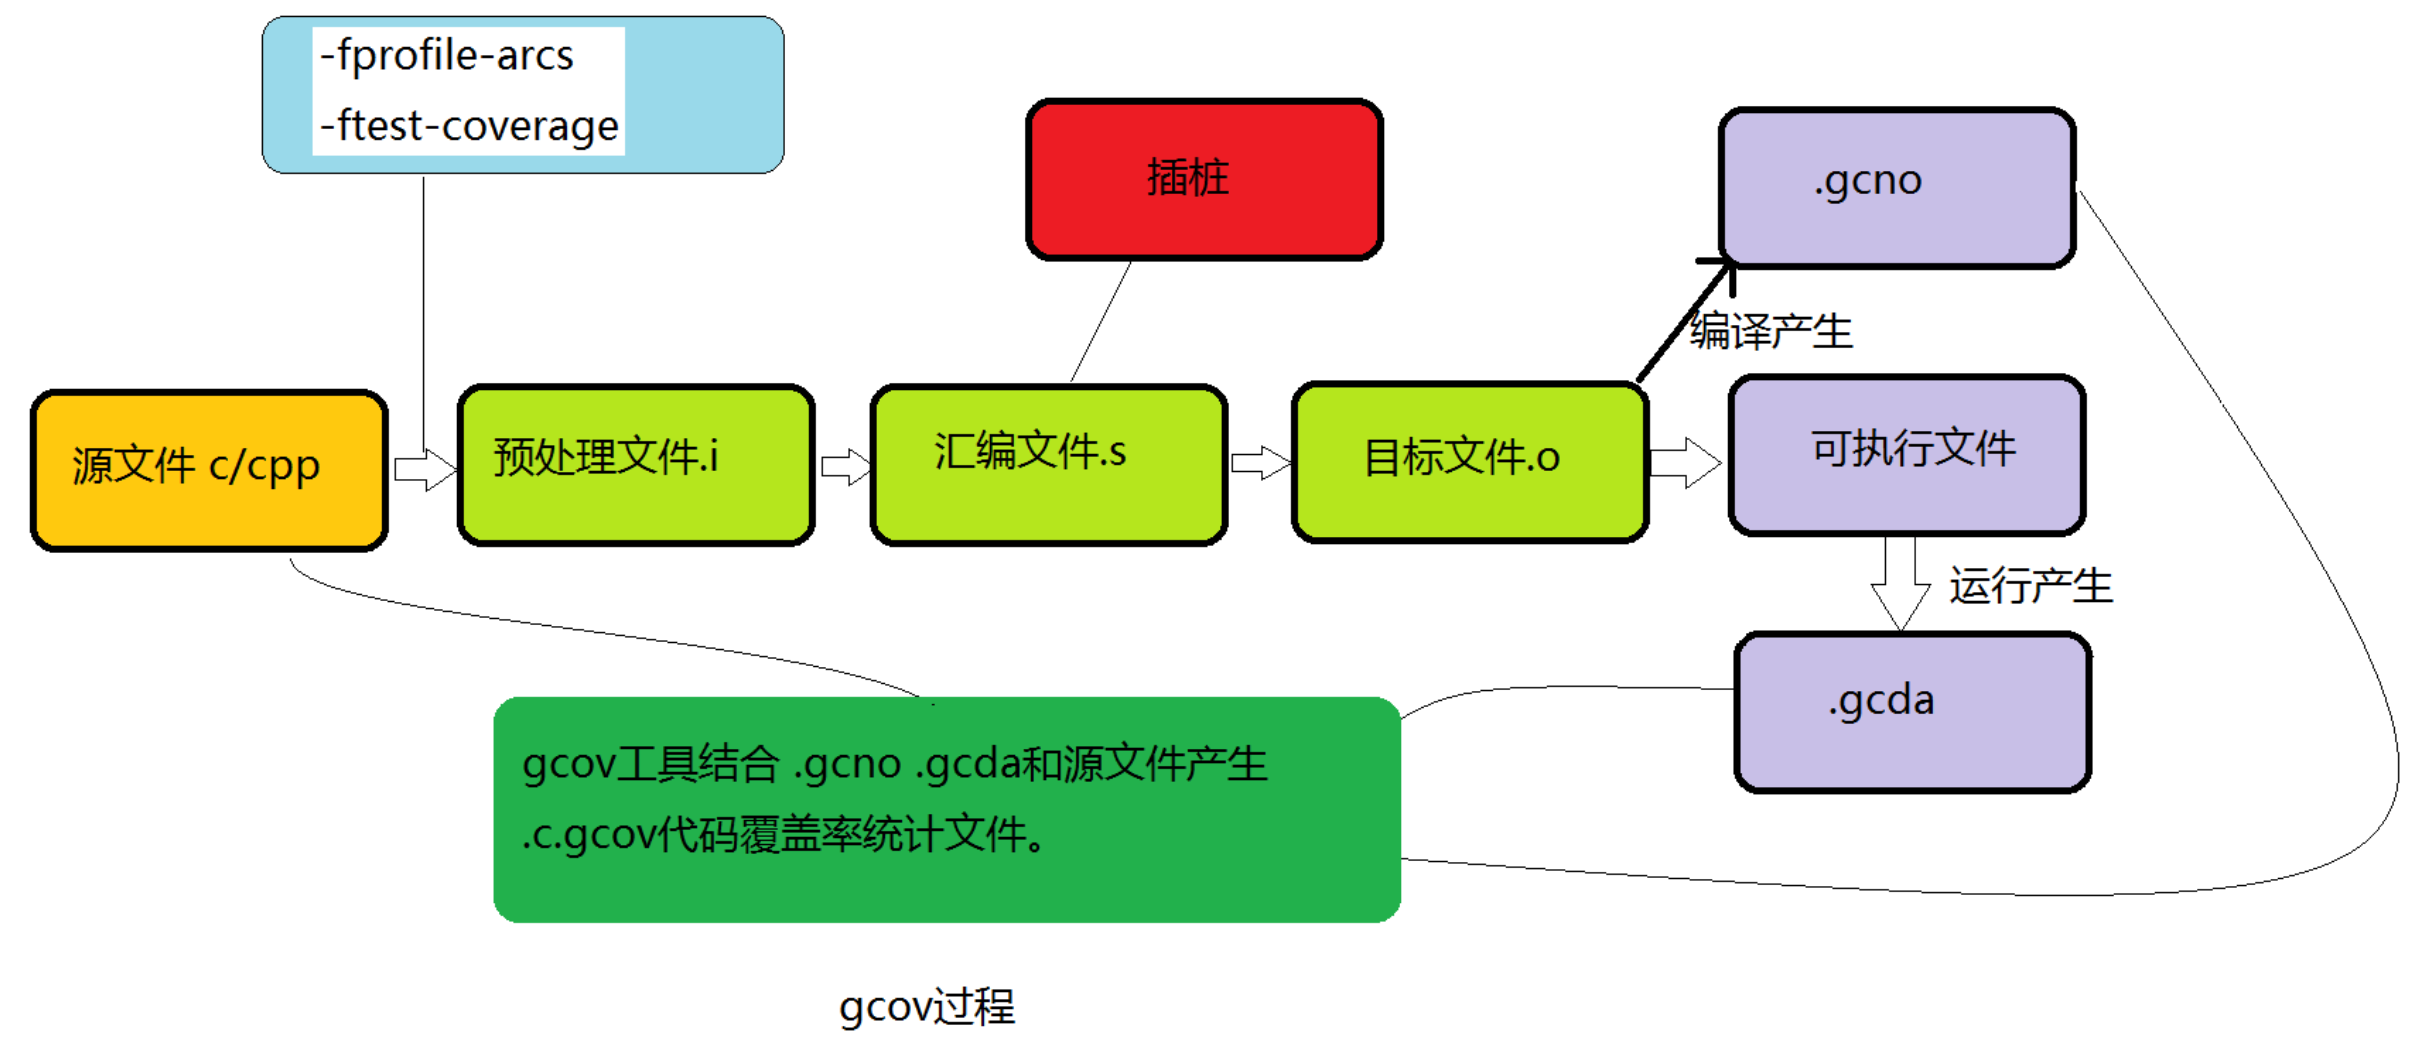 -fprofile-arcs
-ftest-coverage
插桩
.gcno
编译产生
源文件 c/cpp
预处理文件.i
汇编文件.s
目标文件.o
可执行文件
运行产生
.gcda
gcov工具结合 .gcno .gcda和源文件产生
.c.gcov代码覆盖率统计文件。
gcov过程